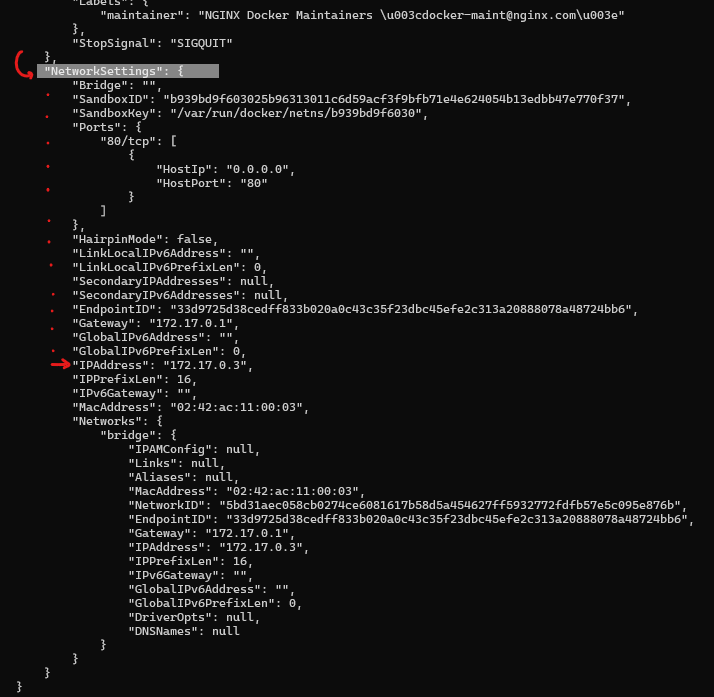 "Labels": {
"maintainer": "NGINX Docker Maintainers \u003cdocker-maint@nginx.com\u003e"
},
"StopSignal": "SIGQUIT"
},
"NetworkSettings": {
"Bridge": "",
"SandboxID": "b939bd9f603025b96313011c6d59acf3f9bfb71e4e624054b13edbb47e770f37",
"SandboxKey": "/var/run/docker/netns/b939bd9f6030",
"Ports": {
"80/tcp": [
{
"HostIp": "0.0.0.0",
"HostPort": "80"
}
]
},
"HairpinMode": false,
"LinkLocalIPv6Address": "",
"LinkLocalIPv6PrefixLen": 0,
"SecondaryIPAddresses": null,
"SecondaryIPv6Addresses": null,
"EndpointID": "33d9725d38cedff833b020a0c43c35f23dbc45efe2c313a20888078a48724bb6",
"Gateway": "172.17.0.1",
"GlobalIPv6Address": "",
"GlobalIPv6PrefixLen": 0,
"IPAddress": "172.17.0.3",
"IPPrefixLen": 16,
"IPv6Gateway": "",
"MacAddress": "02:42:ac:11:00:03",
"Networks": {
"bridge": {
"IPAMConfig": null,
"Links": null,
"Aliases": null,
"MacAddress": "02:42:ac:11:00:03",
"NetworkID": "5bd31aec058cb0274ce6081617b58d5a454627ff5932772fdfb57e5c095e876b",
"EndpointID": "33d9725d38cedff833b020a0c43c35f23dbc45efe2c313a20888078a48724bb6",
"Gateway": "172.17.0.1",
"IPAddress": "172.17.0.3",
"IPPrefixLen": 16,
"IPv6Gateway": "",
"GlobalIPv6Address": "",
"GlobalIPv6PrefixLen": 0,
"DriverOpts": null,
"DNSNames": null
}
}
}
}